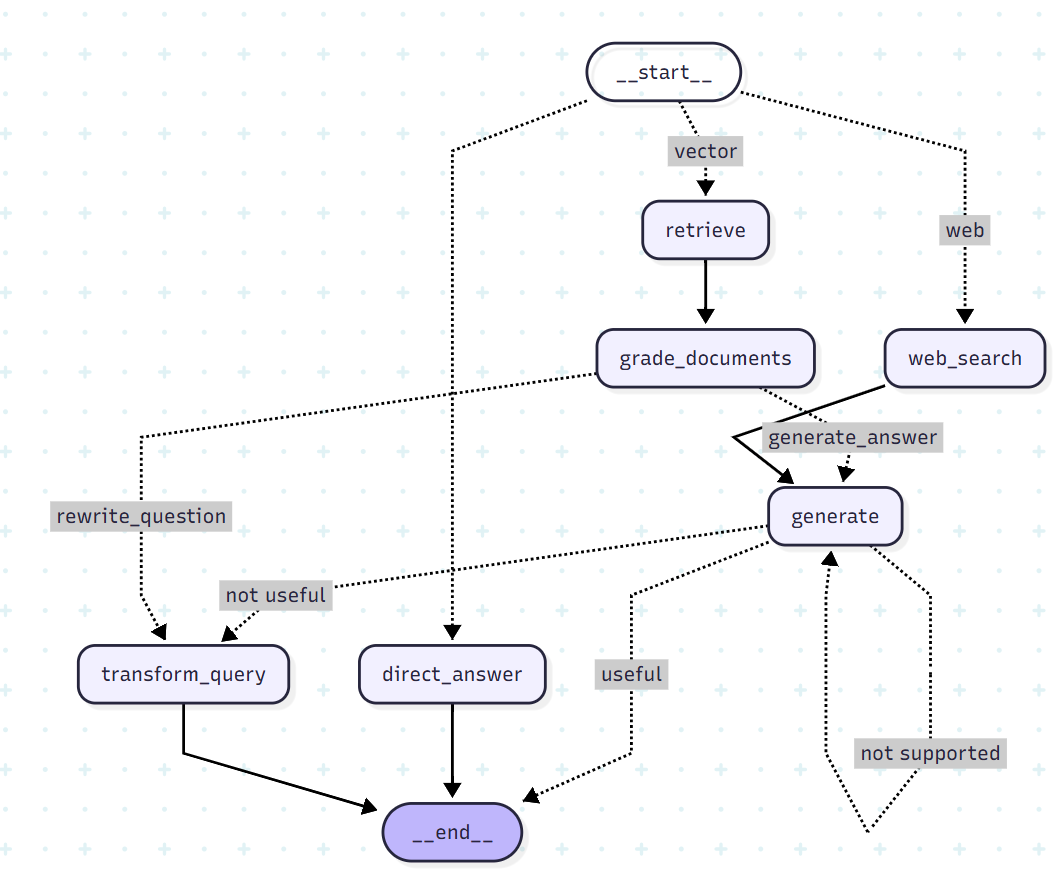 __start__
vector
retrieve
web
grade_documents
web_search
generate_answer
rewrite_question
generate
not useful
transform_query
direct_answer
useful
not supported
__end__